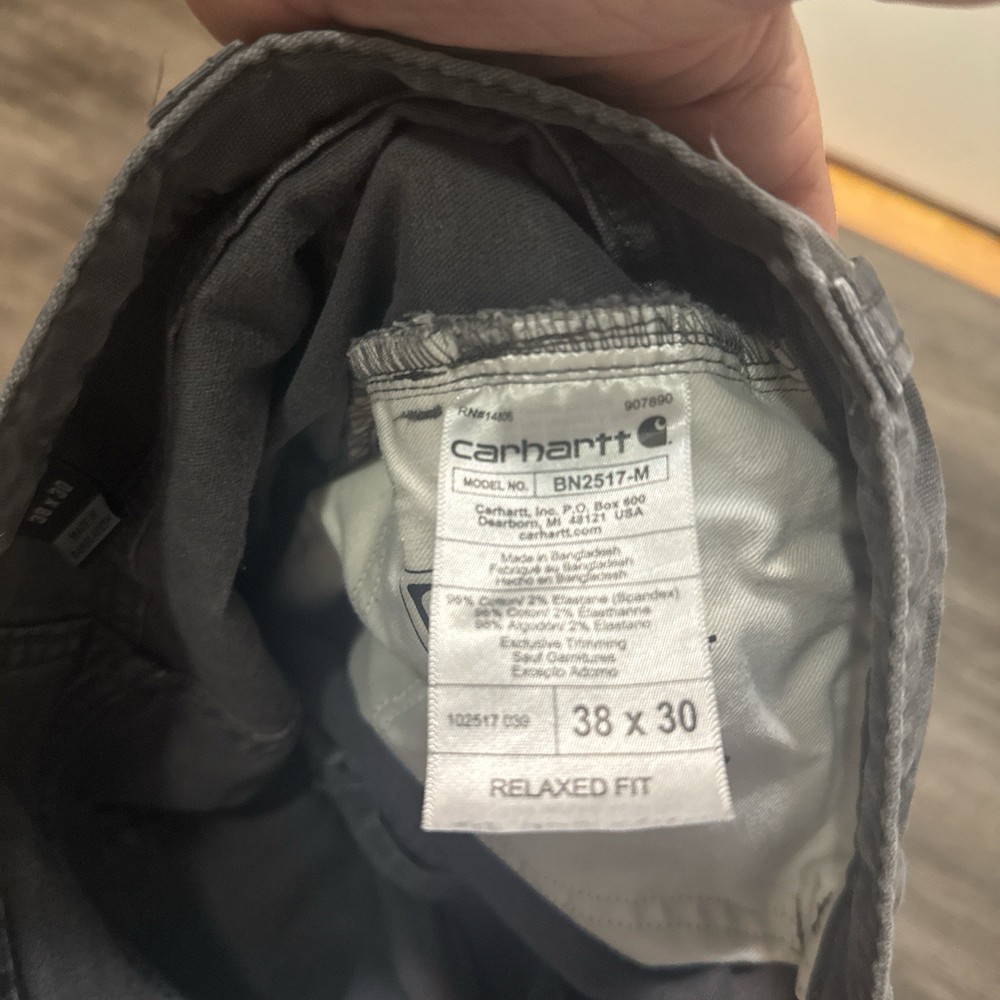 RN#14806 907890
carhartt
MODEL NO. BN2517-M
Carhartt, Inc. P.O. Box 600
Dearborn, MI 48121 USA
carhartt.com
Made in Bangladesh
Fabriqué au Bangladesh
Hecho en Bangladesh
98% Cotton/ 2% Elastane (Spandex)
98% Coton/ 2% Élasthanne
98% Algodón/ 2% Elastano
Exclusive Trimming
Sauf Garnitures
Excepto Adorno
102517 039 38 x 30
RELAXED FIT
38 X 30